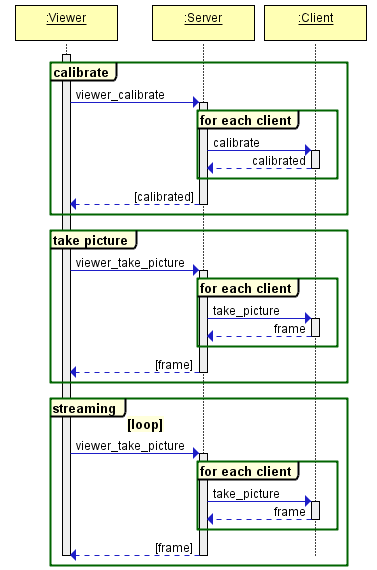 :Viewer :Server :Client
calibrate
viewer_calibrate
for each client
calibrate
calibrated
[calibrated]
take picture
viewer_take_picture
for each client
take_picture
frame
[frame]
streaming
[loop]
viewer_take_picture
for each client
take_picture
frame
[frame]